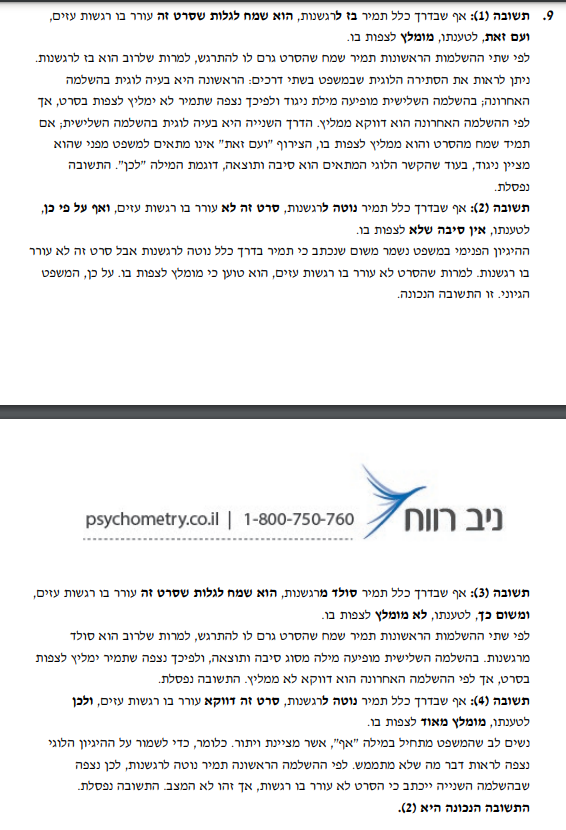 9. תשובה (1): אף שבדרך כלל תמיר בז לרגשנות, הוא שמח לגלות שסרט זה עורר בו רגשות עזים,
ועם זאת, לטענתו, מומלץ לצפות בו.
לפי שתי ההשלמות הראשונות תמיר שמח שהסרט גרם לו להתרגש, למרות שלרוב הוא בז לרגשנות.
ניתן לראות את הסתירה הלוגית שבמשפט בשתי דרכים: הראשונה היא בעיה לוגית בהשלמה
האחרונה; בהשלמה השלישית מופיעה מילת ניגוד ולפיכך נצפה שתמיר לא ימליץ לצפות בסרט, אך
לפי ההשלמה האחרונה הוא דווקא ממליץ. הדרך השנייה היא בעיה לוגית בהשלמה השלישית; אם
תמיד שמח מהסרט והוא ממליץ לצפות בו, הצירוף "ועם זאת" אינו מתאים למשפט מפני שהוא
מציין ניגוד, בעוד שהקשר הלוגי המתאים הוא סיבה ותוצאה, דוגמת המילה "לכן". התשובה
נפסלת.
תשובה (2): אף שבדרך כלל תמיר נוטה לרגשנות, סרט זה לא עורר בו רגשות עזים, ואף על פי כן,
לטענתו, אין סיבה שלא לצפות בו.
ההיגיון הפנימי במשפט נשמר משום שנכתב כי תמיר בדרך כלל נוטה לרגשנות אבל סרט זה לא עורר
בו רגשנות. למרות שהסרט לא עורר בו רגשות עזים, הוא טוען כי מומלץ לצפות בו. על כן, המשפט
הגיוני. זו התשובה הנכונה.
ניב רווח
psychometry.co.il | 1-800-750-760
תשובה (3): אף שבדרך כלל תמיר סולד מרגשנות, הוא שמח לגלות שסרט זה עורר בו רגשות עזים,
ומשום כך, לטענתו, לא מומלץ לצפות בו.
לפי שתי ההשלמות הראשונות תמיר שמח שהסרט גרם לו להתרגש, למרות שלרוב הוא סולד
מרגשנות. בהשלמה השלישית מופיעה מילה מסוג סיבה ותוצאה, ולפיכך נצפה שתמיר ימליץ לצפות
בסרט, אך לפי ההשלמה האחרונה הוא דווקא לא ממליץ. התשובה נפסלת.
תשובה (4): אף שבדרך כלל תמיר נוטה לרגשנות, סרט זה דווקא עורר בו רגשות עזים, ולכן
לטענתו, מומלץ מאוד לצפות בו.
נשים לב שהמשפט מתחיל במילה "אף", אשר מציינת ויתור. כלומר, כדי לשמור על ההיגיון הלוגי
נצפה לראות דבר מה שלא מתממש. לפי ההשלמה הראשונה תמיר נוטה לרגשנות, לכן נצפה
שבהשלמה השנייה ייכתב כי הסרט לא עורר בו רגשות, אך זהו לא המצב. התשובה נפסלת.
התשובה הנכונה היא (2).